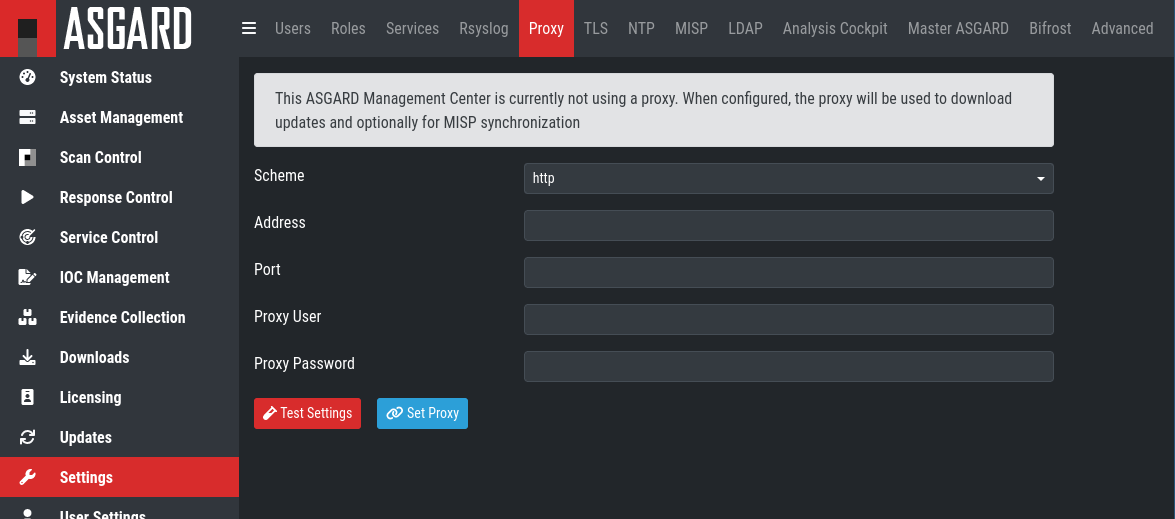 ASGARD
Users Roles Services Rsyslog Proxy TLS NTP MISP LDAP Analysis Cockpit Master ASGARD Bifrost Advanced
System Status
Asset Management
Scan Control
Response Control
Service Control
IOC Management
Evidence Collection
Downloads
Licensing
Updates
Settings
User Settings
This ASGARD Management Center is currently not using a proxy. When configured, the proxy will be used to download
updates and optionally for MISP synchronization
Scheme http
Address
Port
Proxy User
Proxy Password
Test Settings Set Proxy